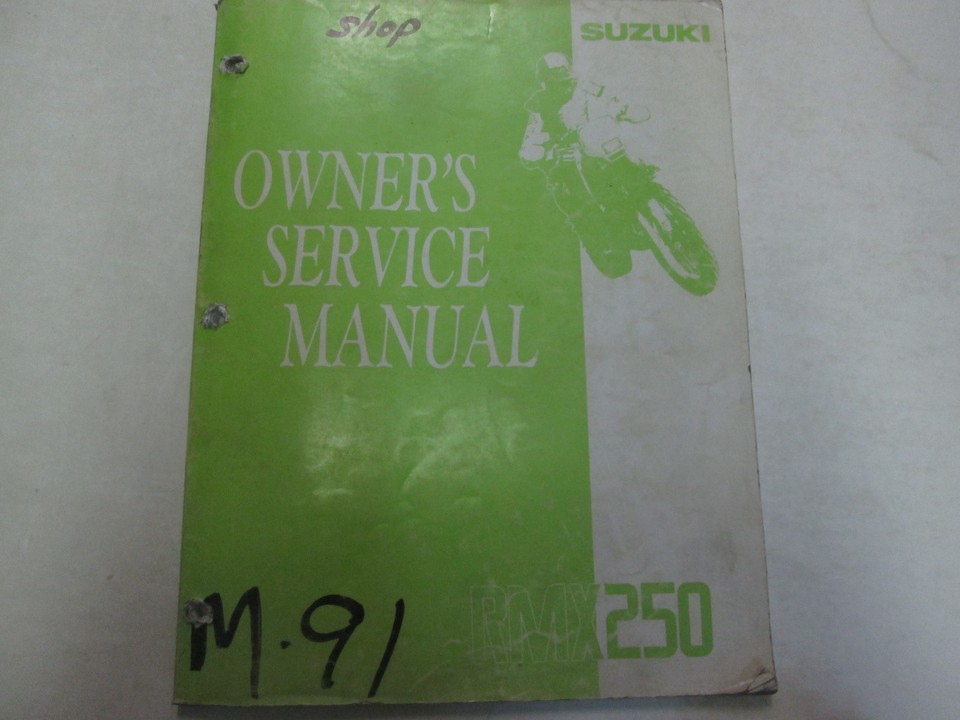 shop
SUZUKI
OWNER'S
SERVICE
MANUAL
M-91
RMX250